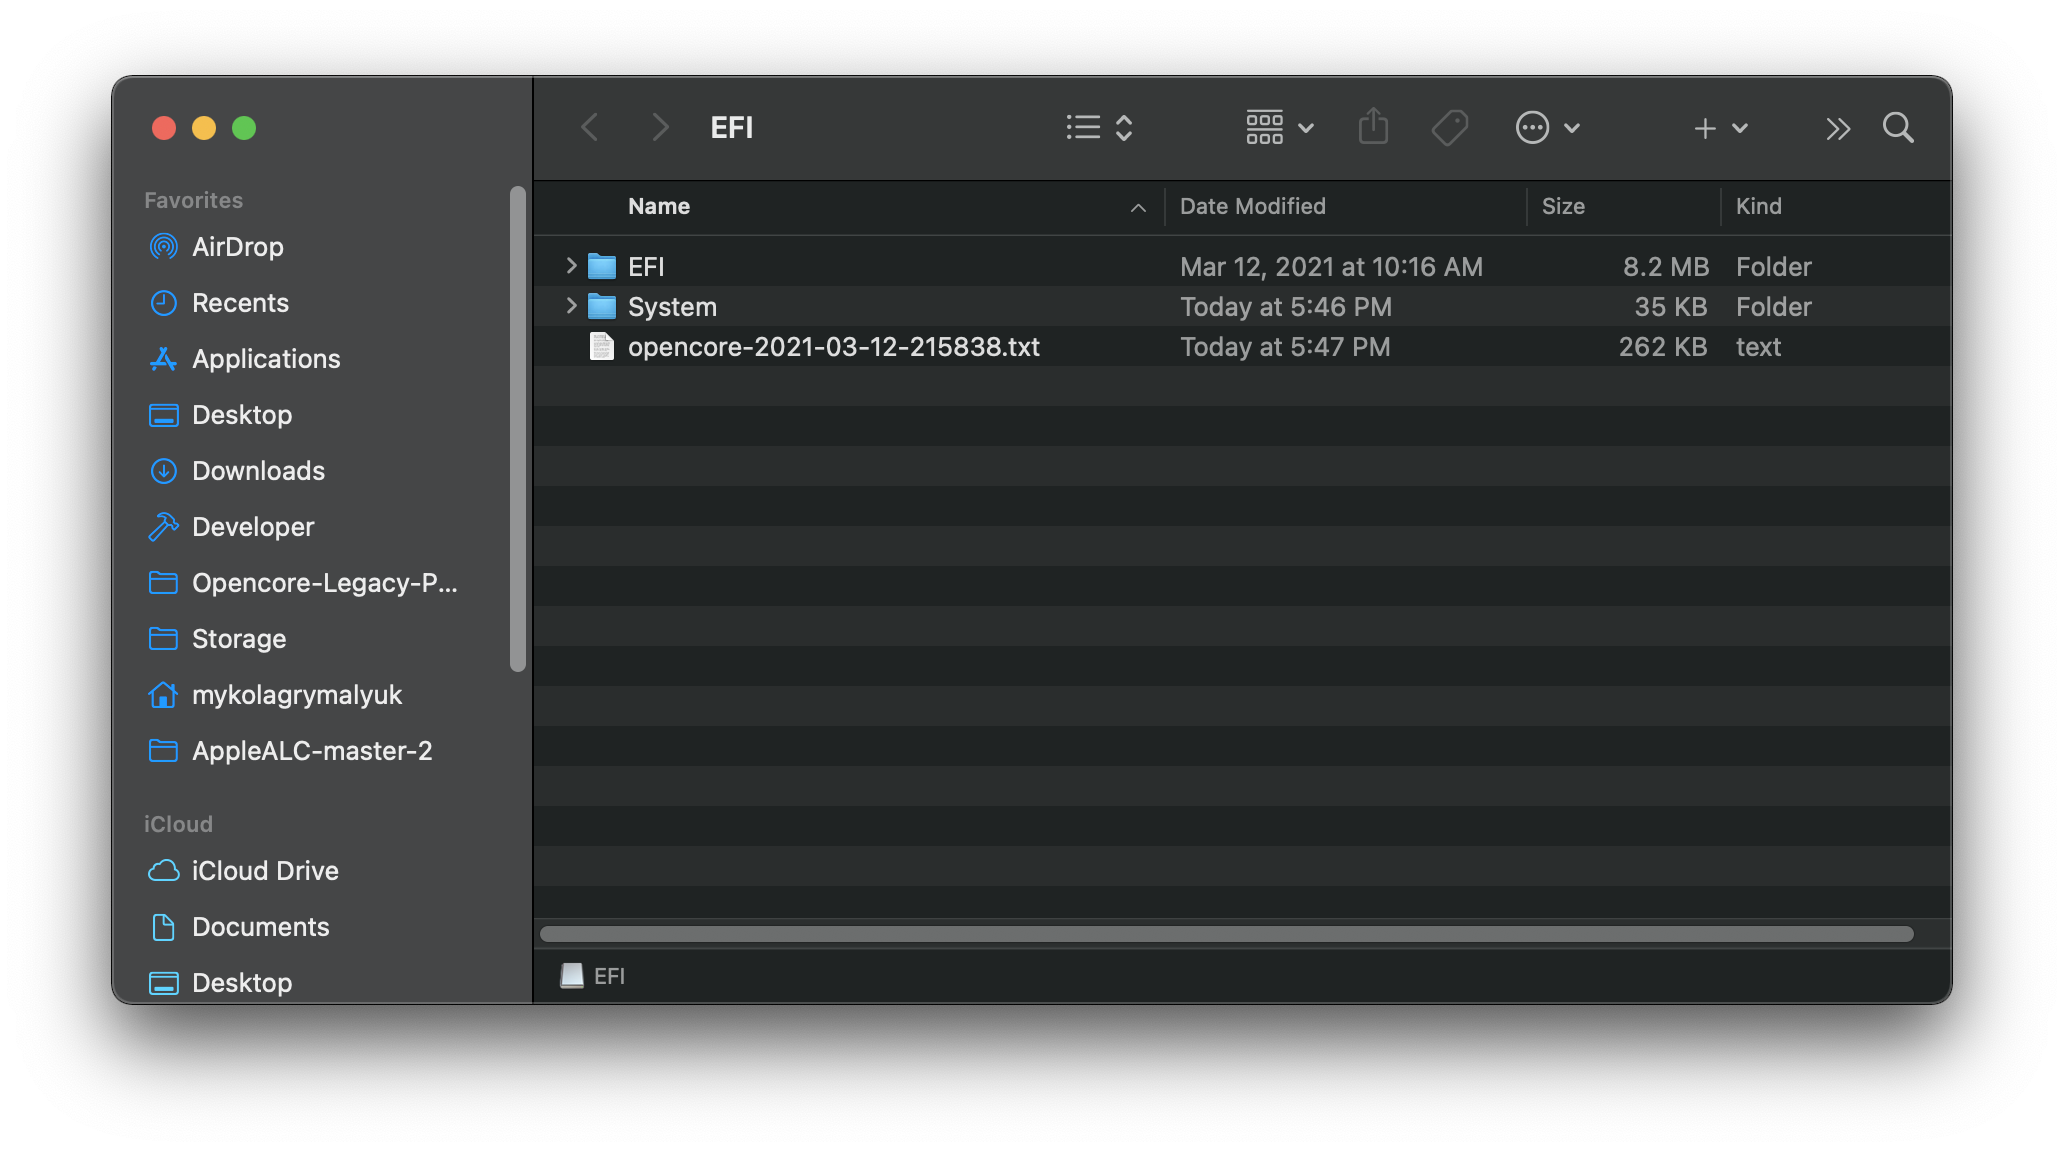 EFI
Favorites
AirDrop
Recents
Applications
Desktop
Downloads
Developer
Opencore-Legacy-P...
Storage
mykolagrymalyuk
AppleALC-master-2
iCloud
iCloud Drive
Documents
Desktop
Name Date Modified Size Kind
EFI Mar 12, 2021 at 10:16 AM 8.2 MB Folder
System Today at 5:46 PM 35 KB Folder
opencore-2021-03-12-215838.txt Today at 5:47 PM 262 KB text
EFI